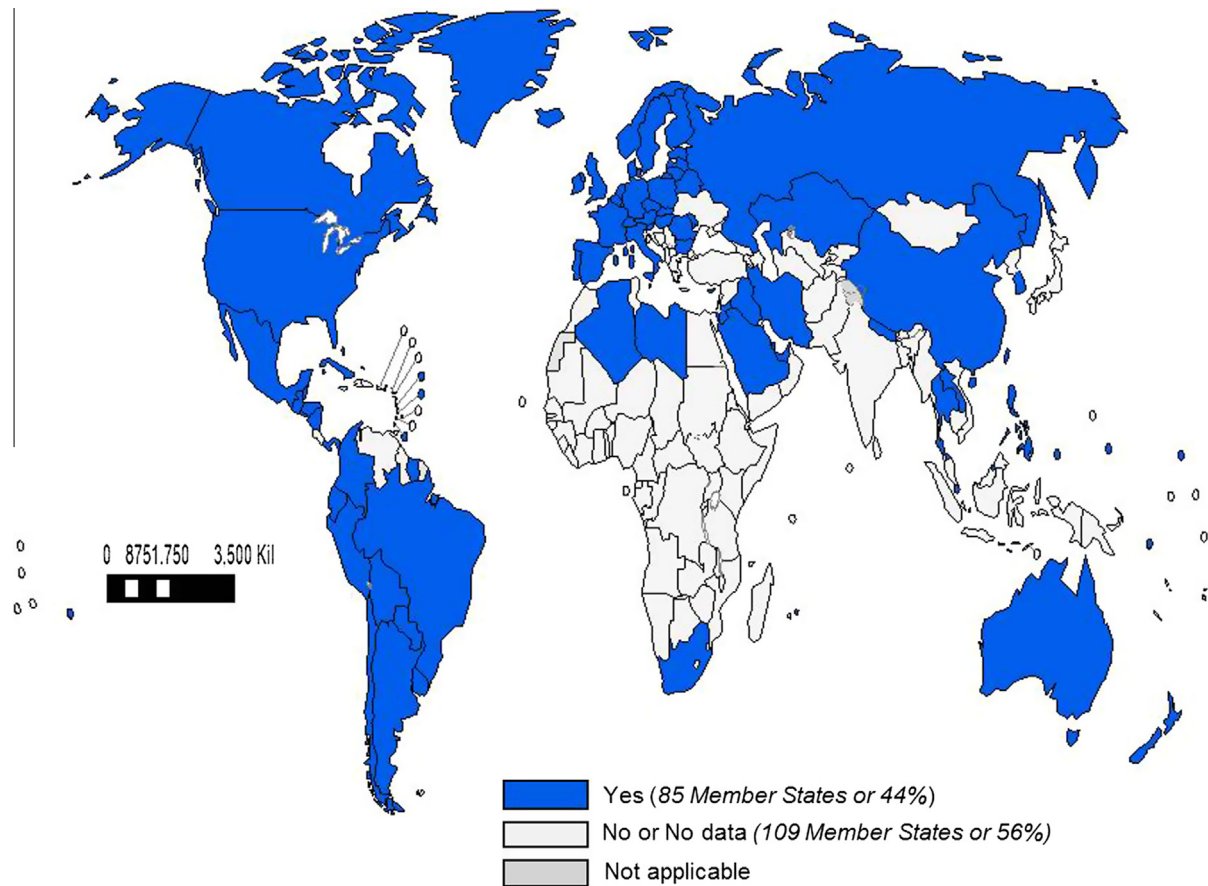 0 8751.750 3.500 Kil
Yes (85 Member States or 44%)
No or No data (109 Member States or 56%)
Not applicable